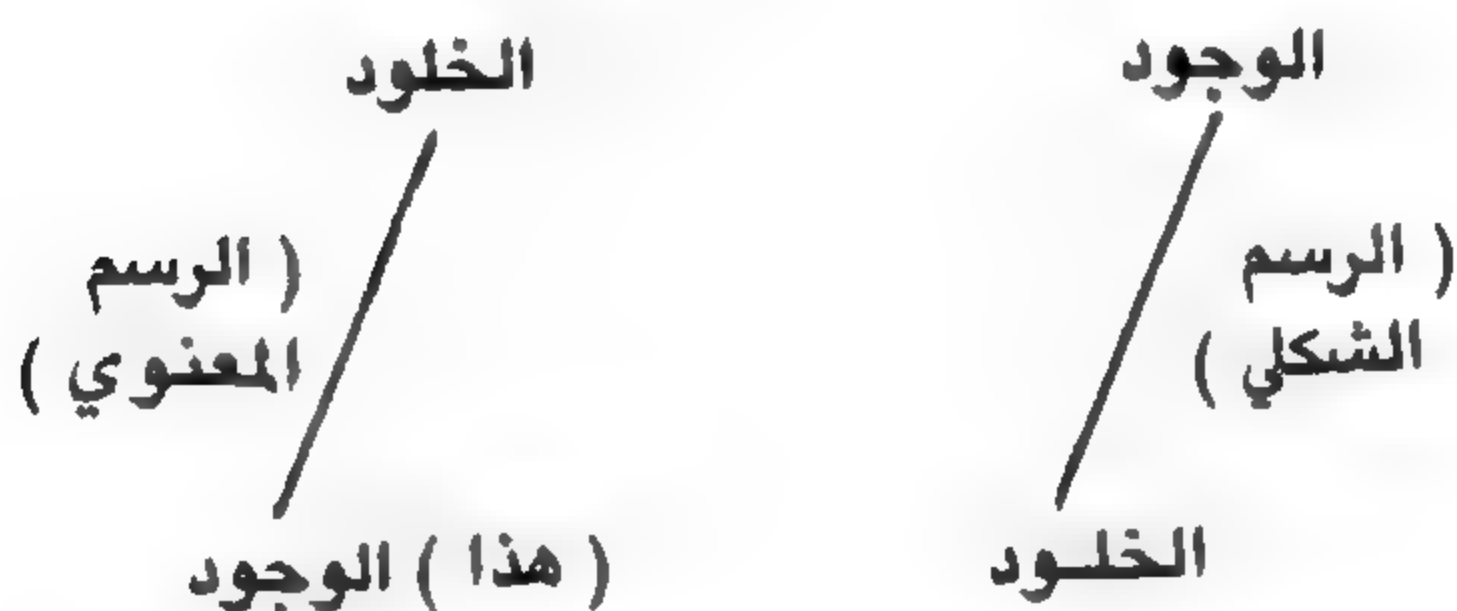 الوجود
( الرسم
الشكلي )
الخلـود
الخلود
( الرسم
المعنوي )
( هذا ) الوجود